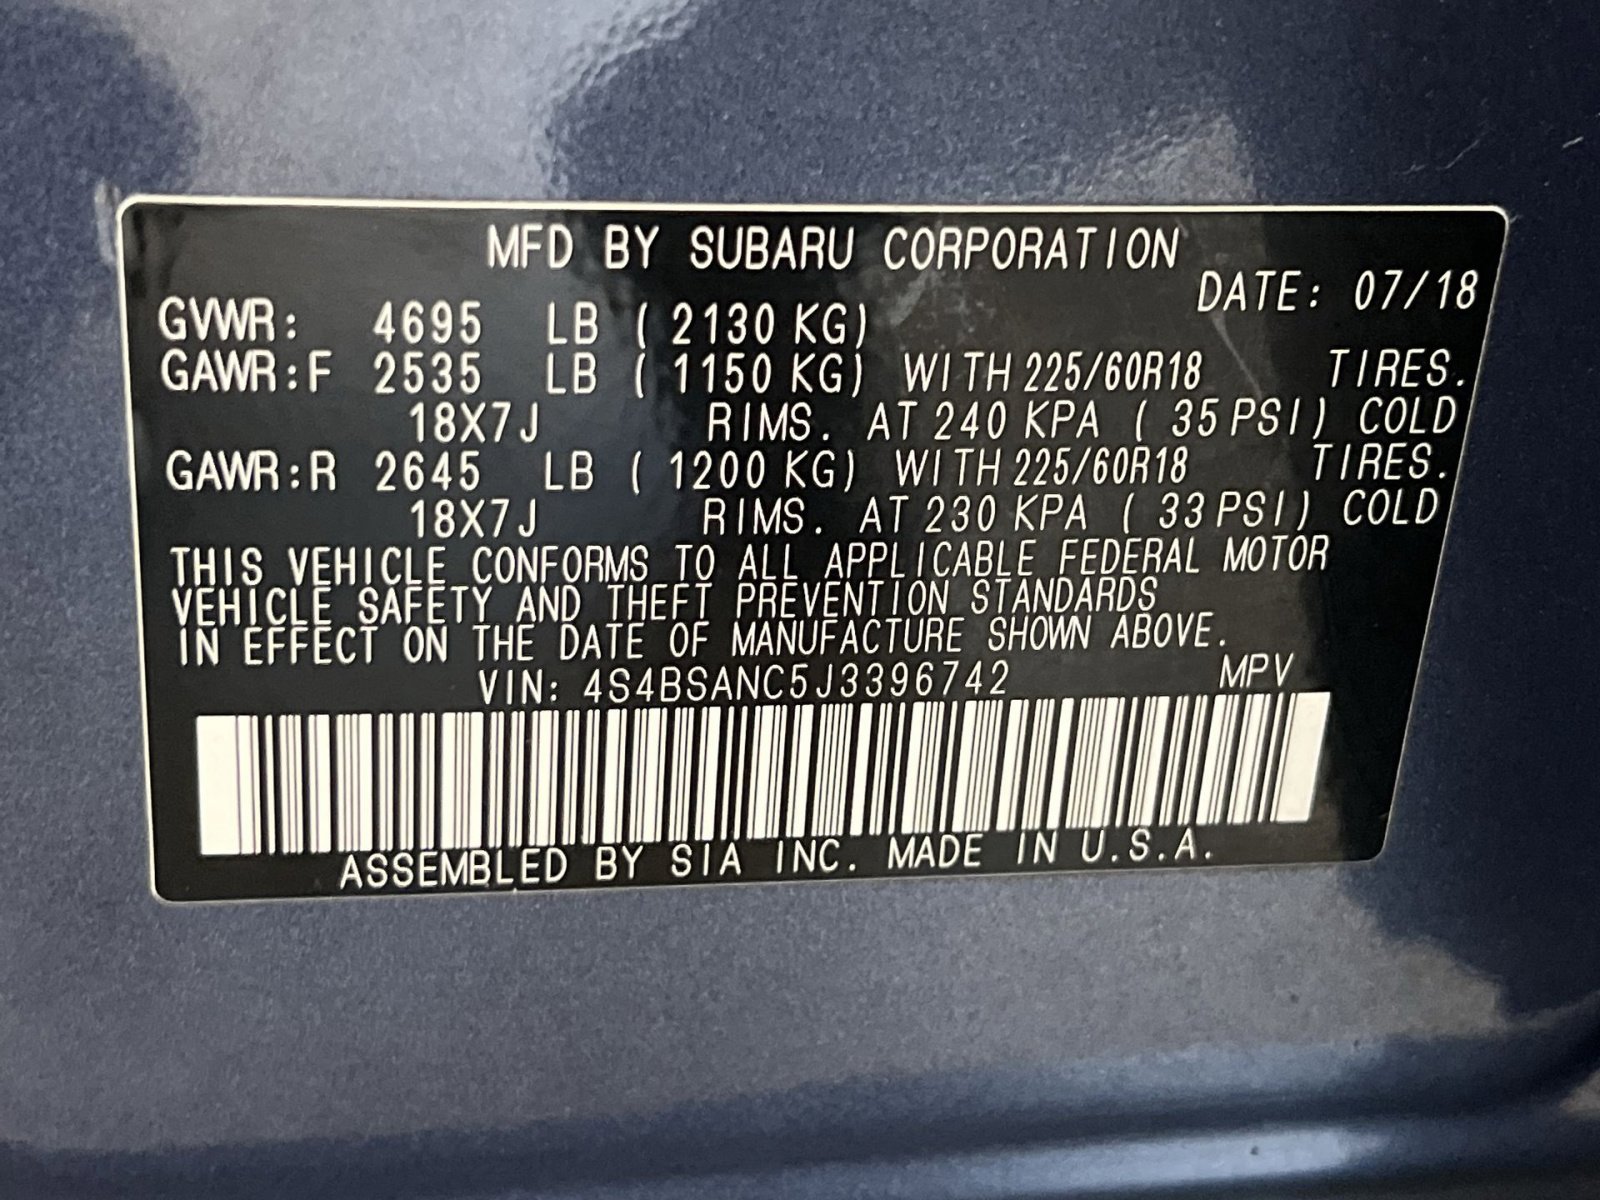 MFD BY SUBARU CORPORATION
DATE: 07/18
GVWR: 4695 LB ( 2130 KG)
GAWR:F 2535 LB ( 1150 KG) WITH 225/60R18 TIRES.
18X7J RIMS. AT 240 KPA ( 35 PSI) COLD
GAWR:R 2645 LB ( 1200 KG) WITH 225/60R18 TIRES.
18X7J RIMS. AT 230 KPA ( 33 PSI) COLD
THIS VEHICLE CONFORMS TO ALL APPLICABLE FEDERAL MOTOR
VEHICLE SAFETY AND THEFT PREVENTION STANDARDS
IN EFFECT ON THE DATE OF MANUFACTURE SHOWN ABOVE.
VIN: 4S4BSANC5J3396742 MPV
ASSEMBLED BY SIA INC. MADE IN U.S.A.